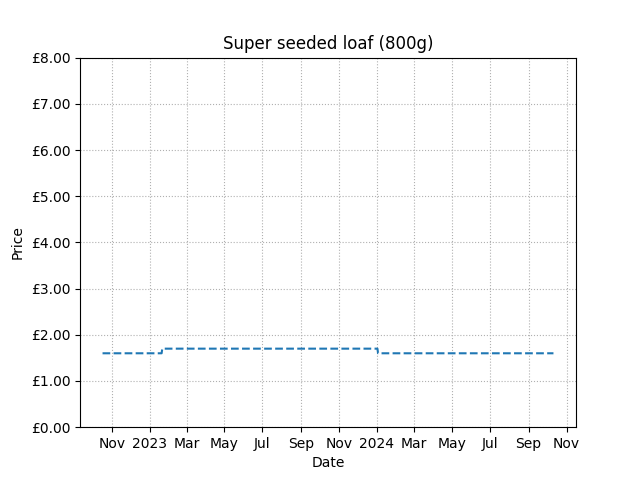 Super seeded loaf (800g)
£8.00
£7.00
£6.00
£5.00
£4.00
£3.00
£2.00
£1.00
£0.00
Price
Nov 2023 Mar May Jul Sep Nov 2024 Mar May Jul Sep Nov
Date